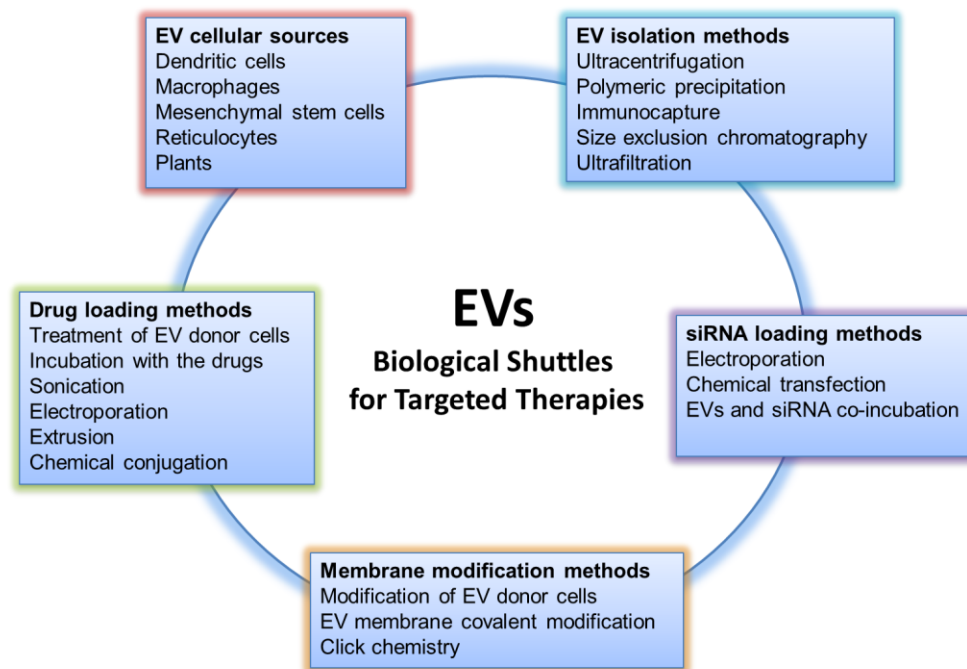 EV cellular sources
Dendritic cells
Macrophages
Mesenchymal stem cells
Reticulocytes
Plants
EV isolation methods
Ultracentrifugation
Polymeric precipitation
Immunocapture
Size exclusion chromatography
Ultrafiltration
EVs
Biological Shuttles
for Targeted Therapies
Drug loading methods
Treatment of EV donor cells
Incubation with the drugs
Sonication
Electroporation
Extrusion
Chemical conjugation
siRNA loading methods
Electroporation
Chemical transfection
EVs and siRNA co-incubation
Membrane modification methods
Modification of EV donor cells
EV membrane covalent modification
Click chemistry